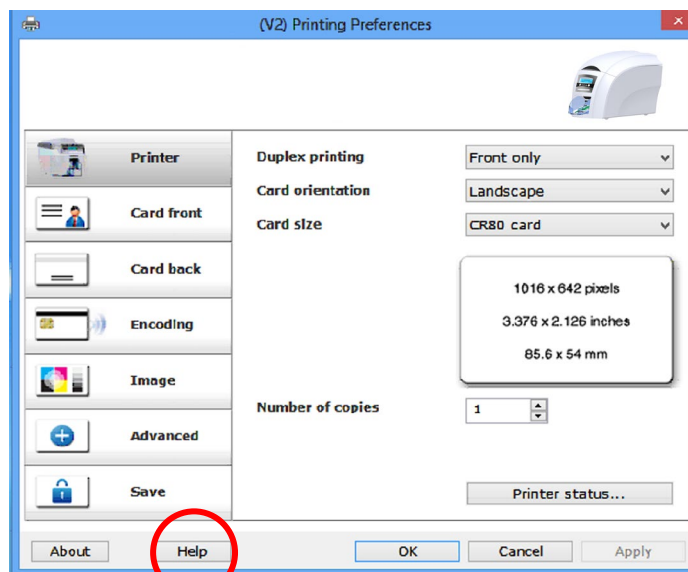 (V2) Printing Preferences
Printer
Card front
Card back
Encoding
Image
Advanced
Save
Duplex printing
Front only
Card orientation
Landscape
Card size
CR80 card
1016 x 642 pixels
3.376 x 2.126 inches
85.6 x 54 mm
Number of copies
1
Printer status...
About
Help
OK
Cancel
Apply